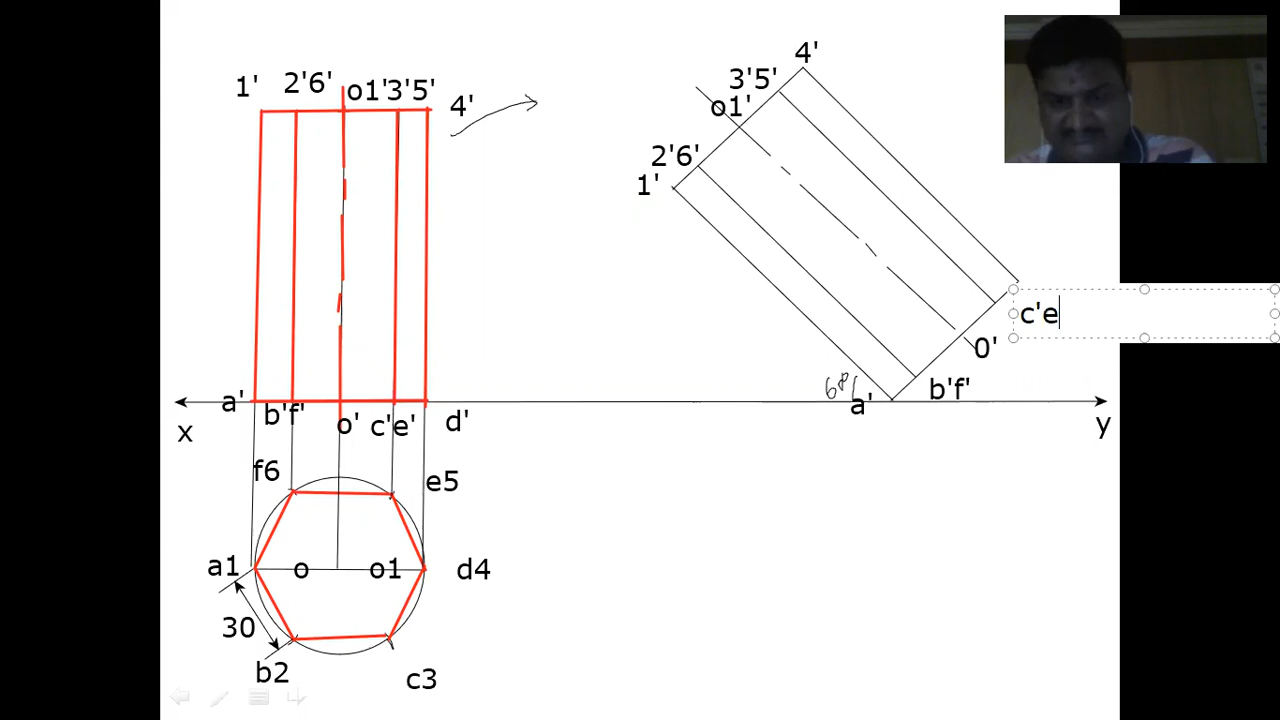 1'
2'6'
o1'3'5'
4'
a'
b'f'
o'
c'e'
d'
x
f6
e5
a1
o
o1
d4
30
b2
c3
4'
3'5'
o1'
2'6'
1'
c'e
0'
b'f'
a'
y